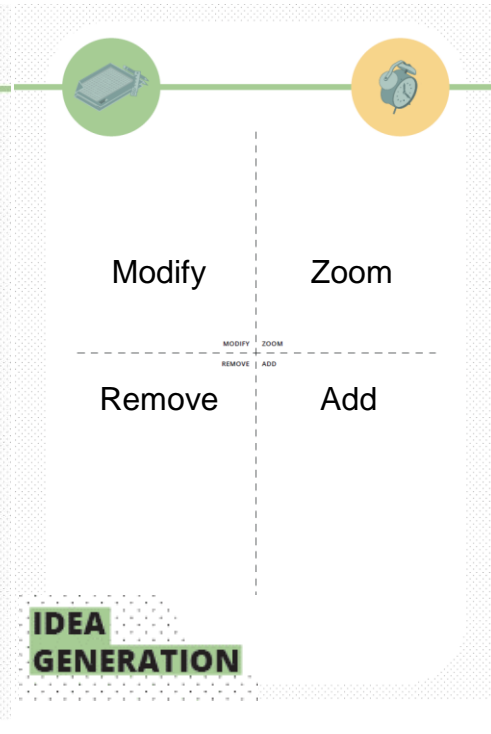 Modify Zoom
MODIFY ZOOM
REMOVE ADD
Remove Add
IDEA
GENERATION